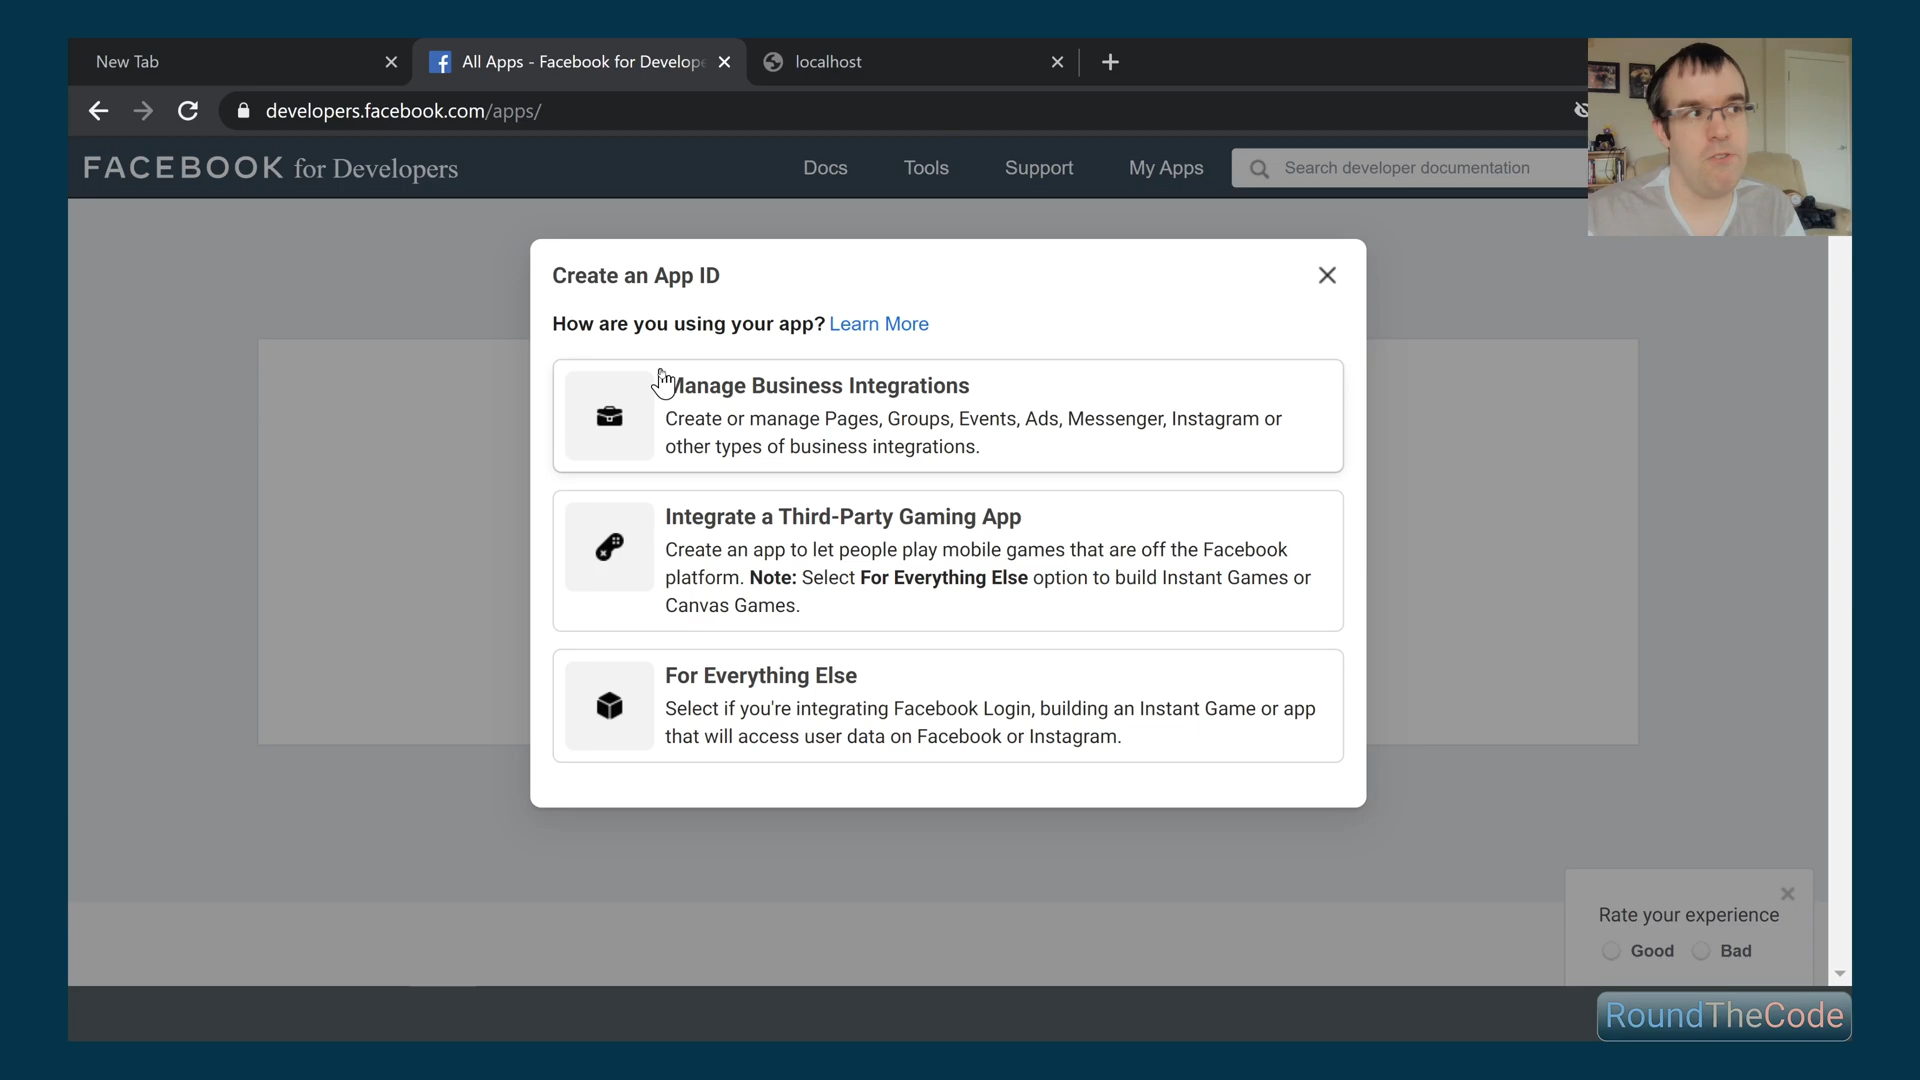 New Tab
All Apps - Facebook for Develope
localhost
developers.facebook.com/apps/
FACEBOOK for Developers
Docs
Tools
Support
My Apps
Search developer documentation
Create an App ID
How are you using your app? Learn More
Manage Business Integrations
Create or manage Pages, Groups, Events, Ads, Messenger, Instagram or
other types of business integrations.
Integrate a Third-Party Gaming App
Create an app to let people play mobile games that are off the Facebook
platform. Note: Select For Everything Else option to build Instant Games or
Canvas Games.
For Everything Else
Select if you're integrating Facebook Login, building an Instant Game or app
that will access user data on Facebook or Instagram.
Rate your experience
Good
Bad
RoundTheCode